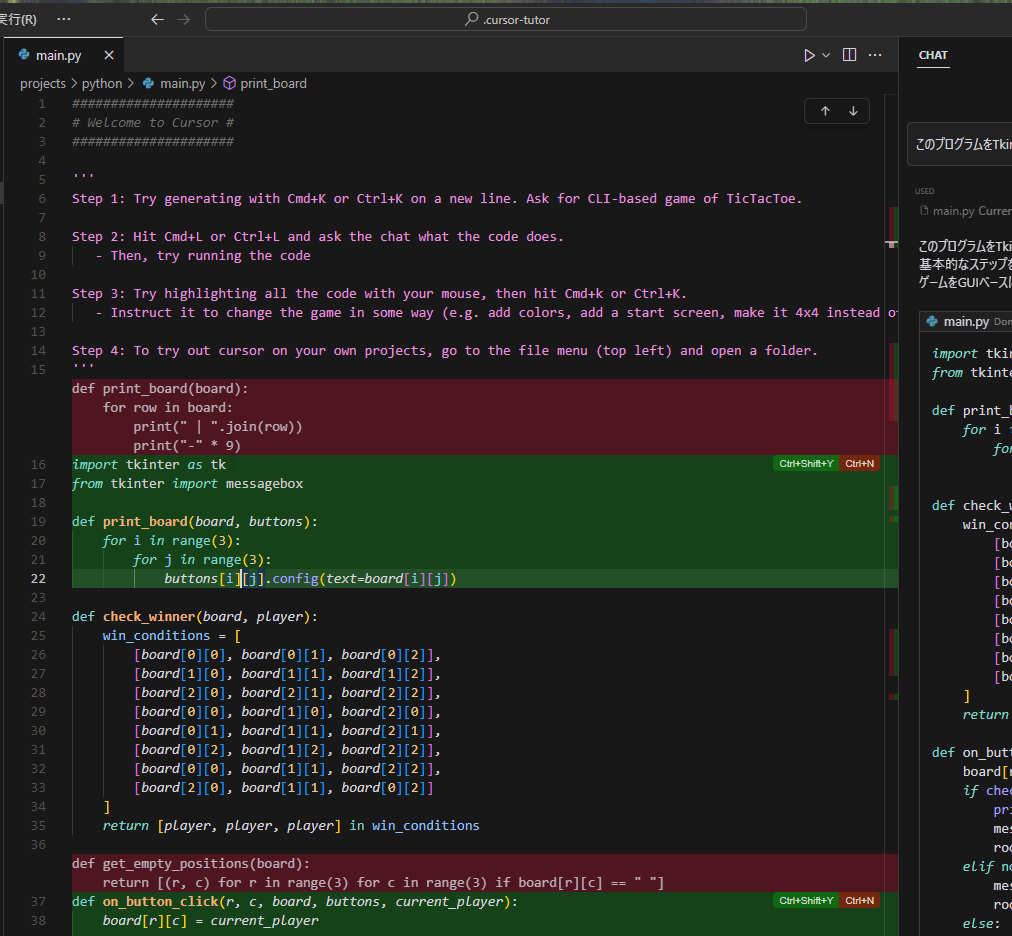 実行(R) ··· ← → .cursor-tutor
main.py ×
CHAT
projects > python > main.py > print_board
1 #####################
2 # Welcome to Cursor #
3 #####################
4
5 '''
6 Step 1: Try generating with Cmd+K or Ctrl+K on a new line. Ask for CLI-based game of TicTacToe.
7
8 Step 2: Hit Cmd+L or Ctrl+L and ask the chat what the code does.
9 - Then, try running the code
10
11 Step 3: Try highlighting all the code with your mouse, then hit Cmd+k or Ctrl+K.
12 - Instruct it to change the game in some way (e.g. add colors, add a start screen, make it 4x4 instead o
13
14 Step 4: To try out cursor on your own projects, go to the file menu (top left) and open a folder.
15 '''
def print_board(board):
for row in board:
print(" | ".join(row))
print("-" * 9)
16 import tkinter as tk Ctrl+Shift+Y Ctrl+N
17 from tkinter import messagebox
18
19 def print_board(board, buttons):
20 for i in range(3):
21 for j in range(3):
22 buttons[i][j].config(text=board[i][j])
23
24 def check_winner(board, player):
25 win_conditions = [
26 [board[0][0], board[0][1], board[0][2]],
27 [board[1][0], board[1][1], board[1][2]],
28 [board[2][0], board[2][1], board[2][2]],
29 [board[0][0], board[1][0], board[2][0]],
30 [board[0][1], board[1][1], board[2][1]],
31 [board[0][2], board[1][2], board[2][2]],
32 [board[0][0], board[1][1], board[2][2]],
33 [board[2][0], board[1][1], board[0][2]]
34 ]
35 return [player, player, player] in win_conditions
36
def get_empty_positions(board):
return [(r, c) for r in range(3) for c in range(3) if board[r][c] == " "]
37 def on_button_click(r, c, board, buttons, current_player): Ctrl+Shift+Y Ctrl+N
38 board[r][c] = current_player
このプログラムをTkin
USED
main.py Curren
このプログラムをTki
基本的なステップを
ゲームをGUIベースに
main.py Don
import tki
from tkint
def print_b
for i
fo
def check_w
win_con
[bo
[bo
[bo
[bo
[bo
[bo
[bo
[bo
]
return
def on_butt
board[r
if chec
pri
mes
roo
elif no
mes
roo
else: